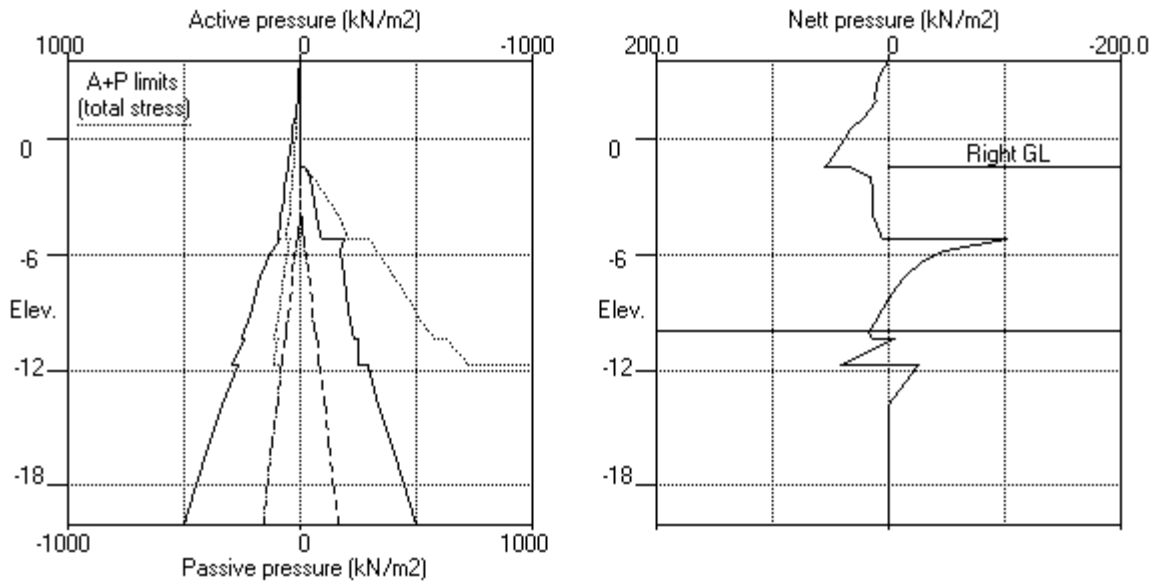 Active pressure (kN/m2)
1000 0 -1000
A+P limits
(total stress)
0
-6
Elev.
-12
-18
-1000 0 1000
Passive pressure (kN/m2)
Nett pressure (kN/m2)
200.0 0 -200.0
0
Right GL
-6
Elev.
-12
-18